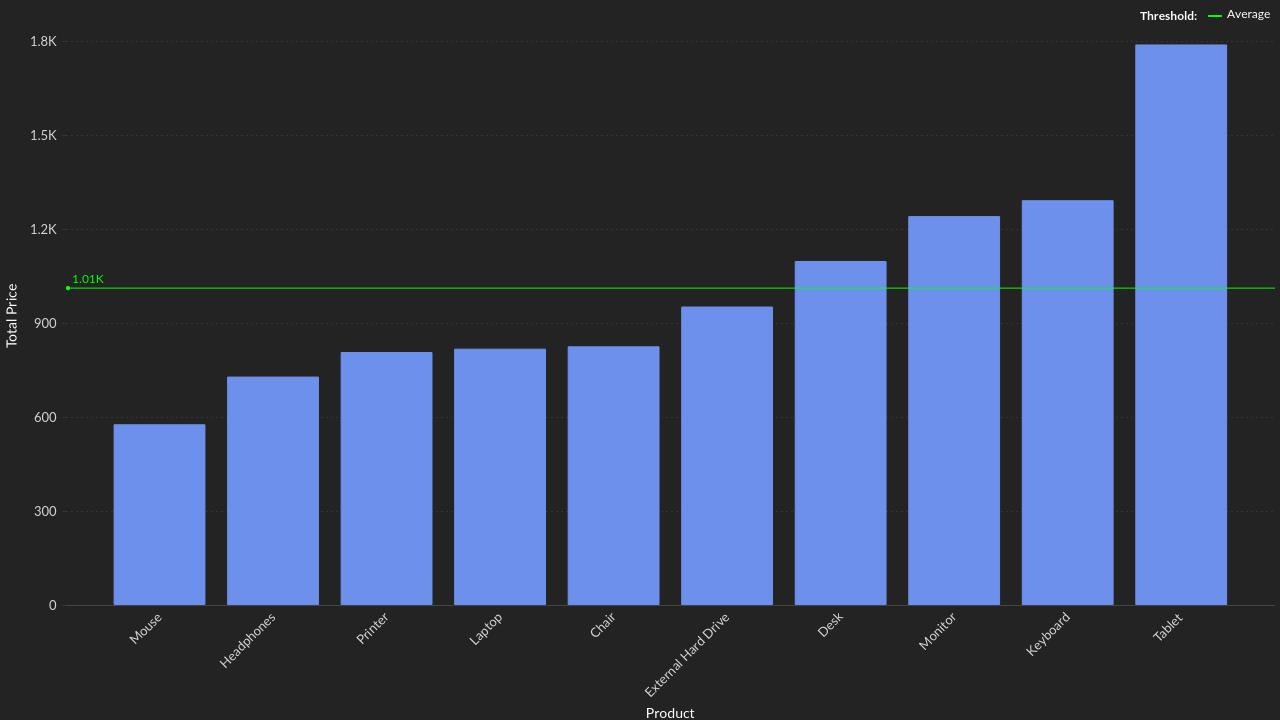 Threshold: Average
1.8K
1.5K
1.2K
1.01K
900
600
300
0
Total Price
Mouse
Headphones
Printer
Laptop
Chair
External Hard Drive
Desk
Monitor
Keyboard
Tablet
Product